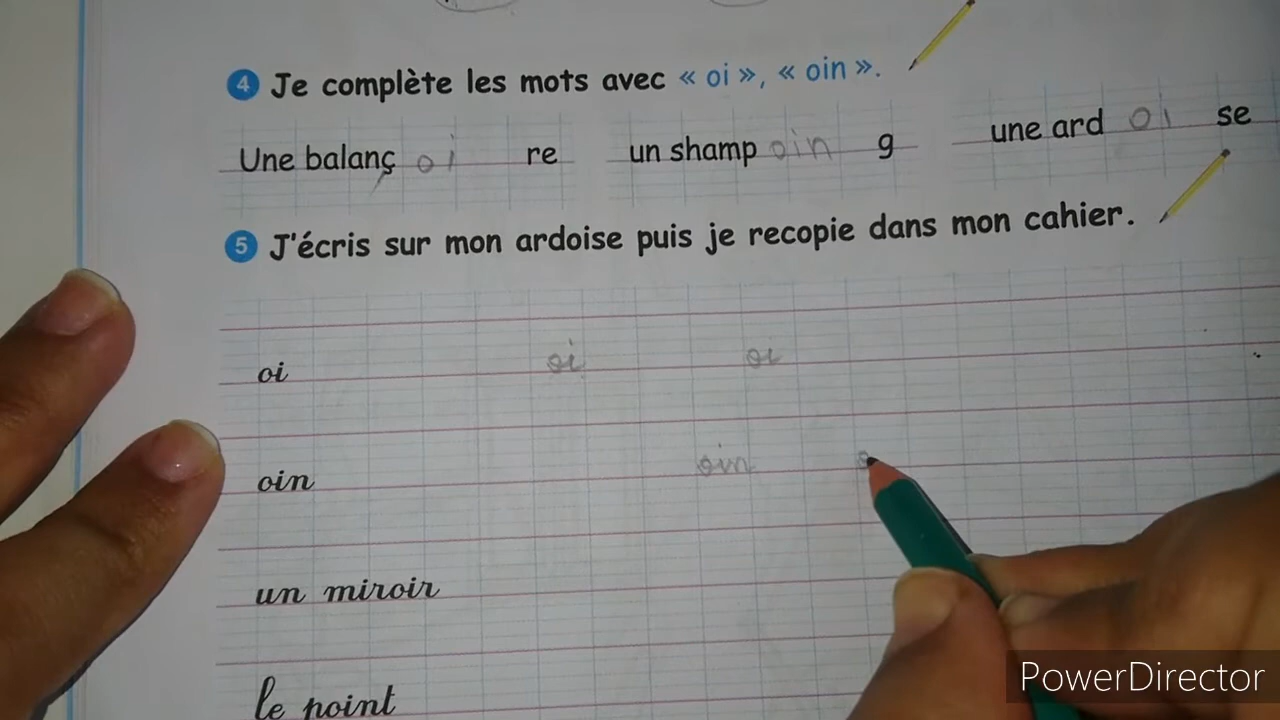 4 Je complète les mots avec « oi », « oin ».
Une balanç oi re un shamp oin g une ard oi se
5 J'écris sur mon ardoise puis je recopie dans mon cahier.
oi oi oi
oin oin o
un miroir
le point
PowerDirector